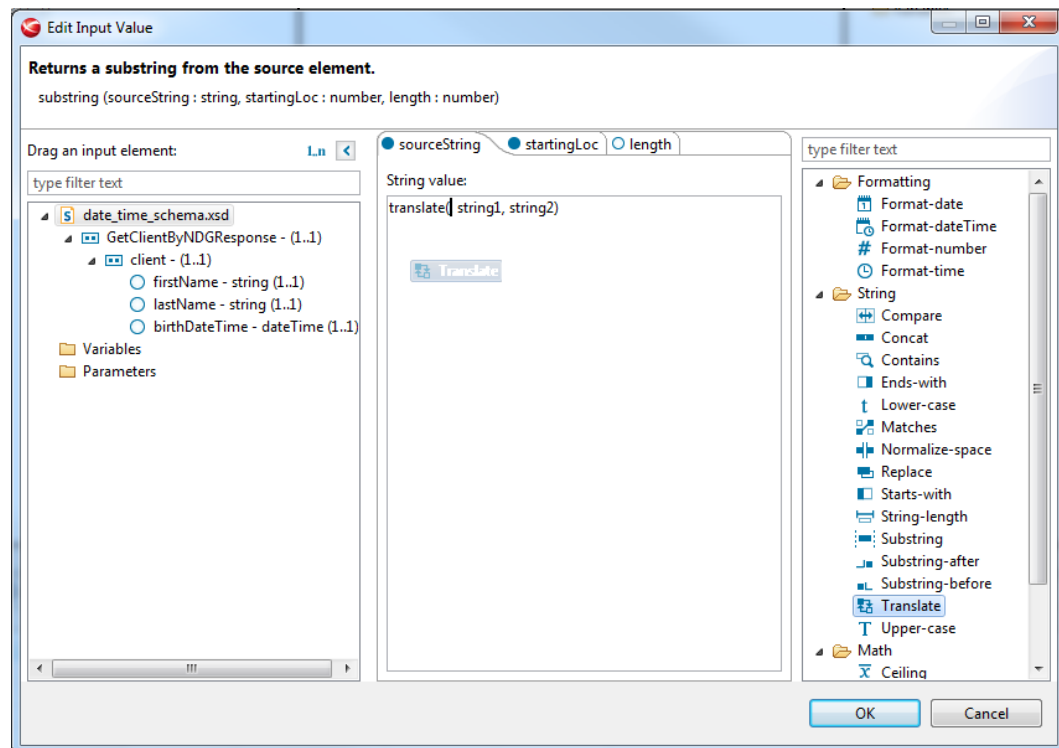 Edit Input Value
Returns a substring from the source element.
substring (sourceString : string, startingLoc : number, length : number)
Drag an input element:
1..n
type filter text
date_time_schema.xsd
GetClientByNDGResponse - (1..1)
client - (1..1)
firstName - string (1..1)
lastName - string (1..1)
birthDateTime - dateTime (1..1)
Variables
Parameters
sourceString
startingLoc
length
String value:
translate( string1, string2)
Translate
type filter text
Formatting
Format-date
Format-dateTime
Format-number
Format-time
String
Compare
Concat
Contains
Ends-with
Lower-case
Matches
Normalize-space
Replace
Starts-with
String-length
Substring
Substring-after
Substring-before
Translate
Upper-case
Math
Ceiling
OK
Cancel